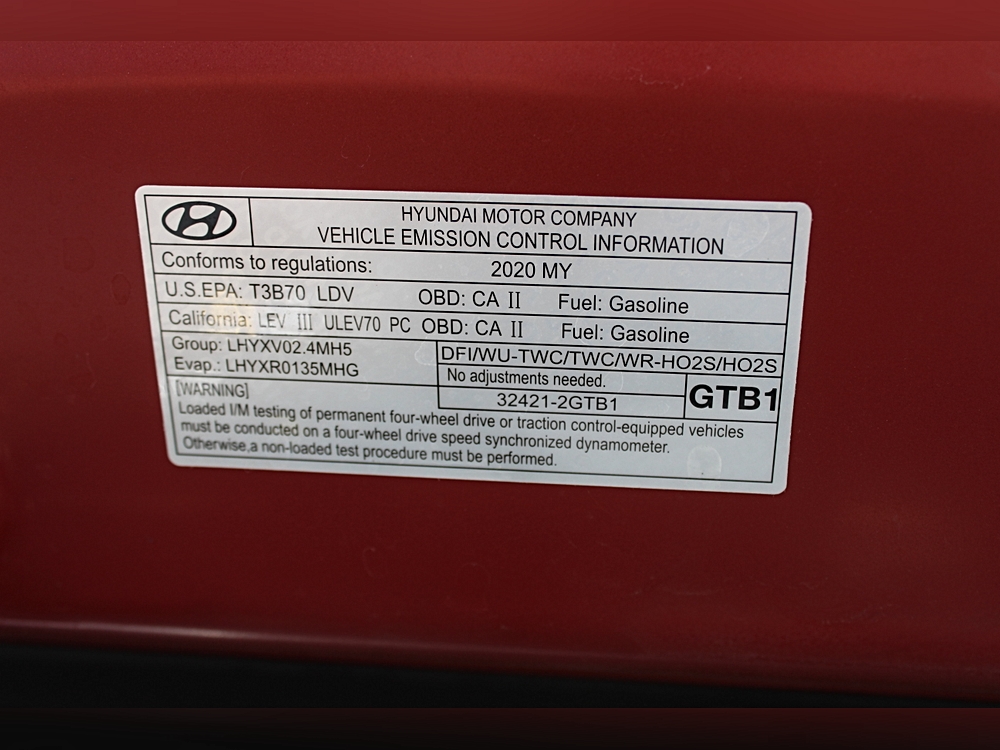 HYUNDAI MOTOR COMPANY
VEHICLE EMISSION CONTROL INFORMATION
Conforms to regulations: 2020 MY
U.S.EPA: T3B70 LDV OBD: CA II Fuel: Gasoline
California: LEV III ULEV70 PC OBD: CA II Fuel: Gasoline
Group: LHYXV02.4MH5
Evap.: LHYXR0135MHG
DFI/WU-TWC/TWC/WR-HO2S/HO2S
No adjustments needed.
32421-2GTB1
GTB1
[WARNING]
Loaded I/M testing of permanent four-wheel drive or traction control-equipped vehicles
must be conducted on a four-wheel drive speed synchronized dynamometer.
Otherwise,a non-loaded test procedure must be performed.